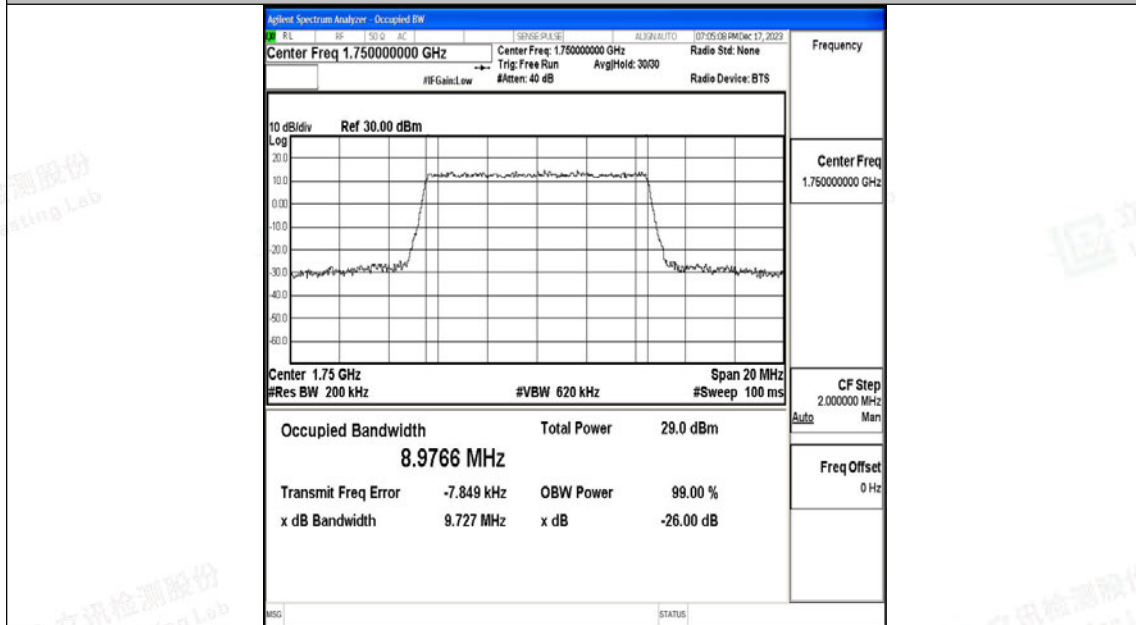 Agilent Spectrum Analyzer - Occupied BW
RL RF 50 Ω AC SENSE:PULSE ALIGNAUTO 07:05:08 PM Dec 17, 2023
Center Freq 1.750000000 GHz
Center Freq: 1.750000000 GHz
Radio Std: None
Trig: Free Run
Avg|Hold: 30/30
#IFGain:Low
#Atten: 40 dB
Radio Device: BTS
Frequency
10 dB/div
Ref 30.00 dBm
Log
20.0
10.0
0.00
-10.0
-20.0
-30.0
-40.0
-50.0
-60.0
Center Freq
1.750000000 GHz
Center 1.75 GHz
Span 20 MHz
#Res BW 200 kHz
#VBW 620 kHz
#Sweep 100 ms
CF Step
2.000000 MHz
Auto Man
Occupied Bandwidth
Total Power 29.0 dBm
8.9766 MHz
Freq Offset
0 Hz
Transmit Freq Error -7.849 kHz OBW Power 99.00 %
x dB Bandwidth 9.727 MHz x dB -26.00 dB
MSG
STATUS
检测股份